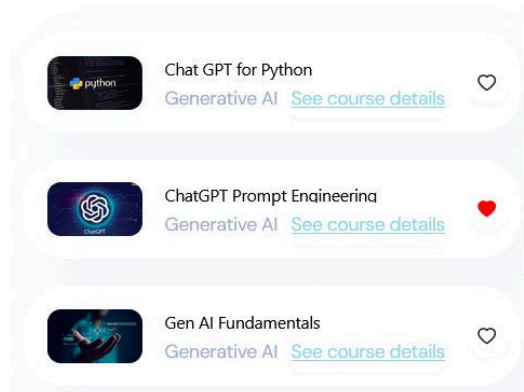 python
Chat GPT for Python
Generative AI See course details
ChatGPT
ChatGPT Prompt Engineering
Generative AI See course details
Gen AI Fundamentals
Generative AI See course details